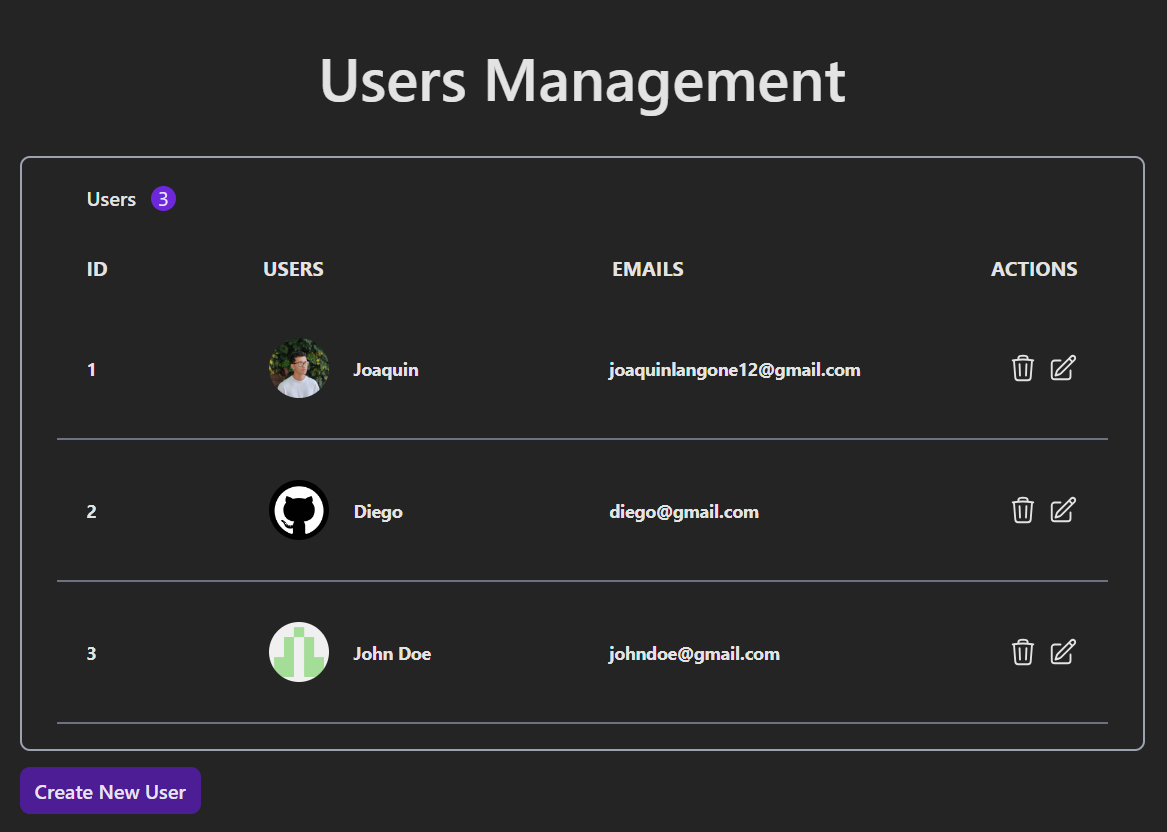 Users Management
Users 3
ID USERS EMAILS ACTIONS
1 Joaquin joaquinlangone12@gmail.com
2 Diego diego@gmail.com
3 John Doe johndoe@gmail.com
Create New User